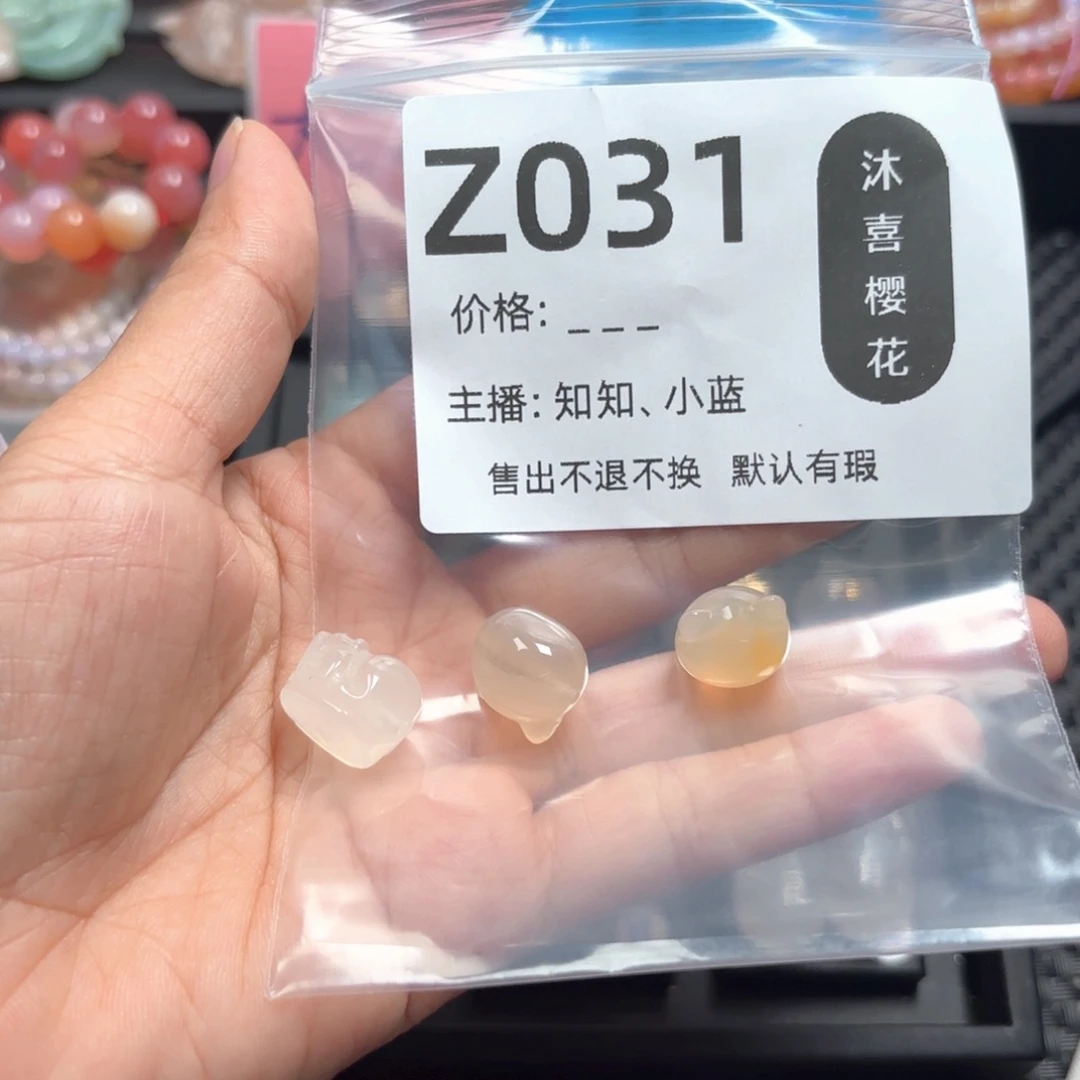 Z031
沐喜樱花
价格: _ _ _
主播: 知知、小蓝
售出不退不换 默认有瑕